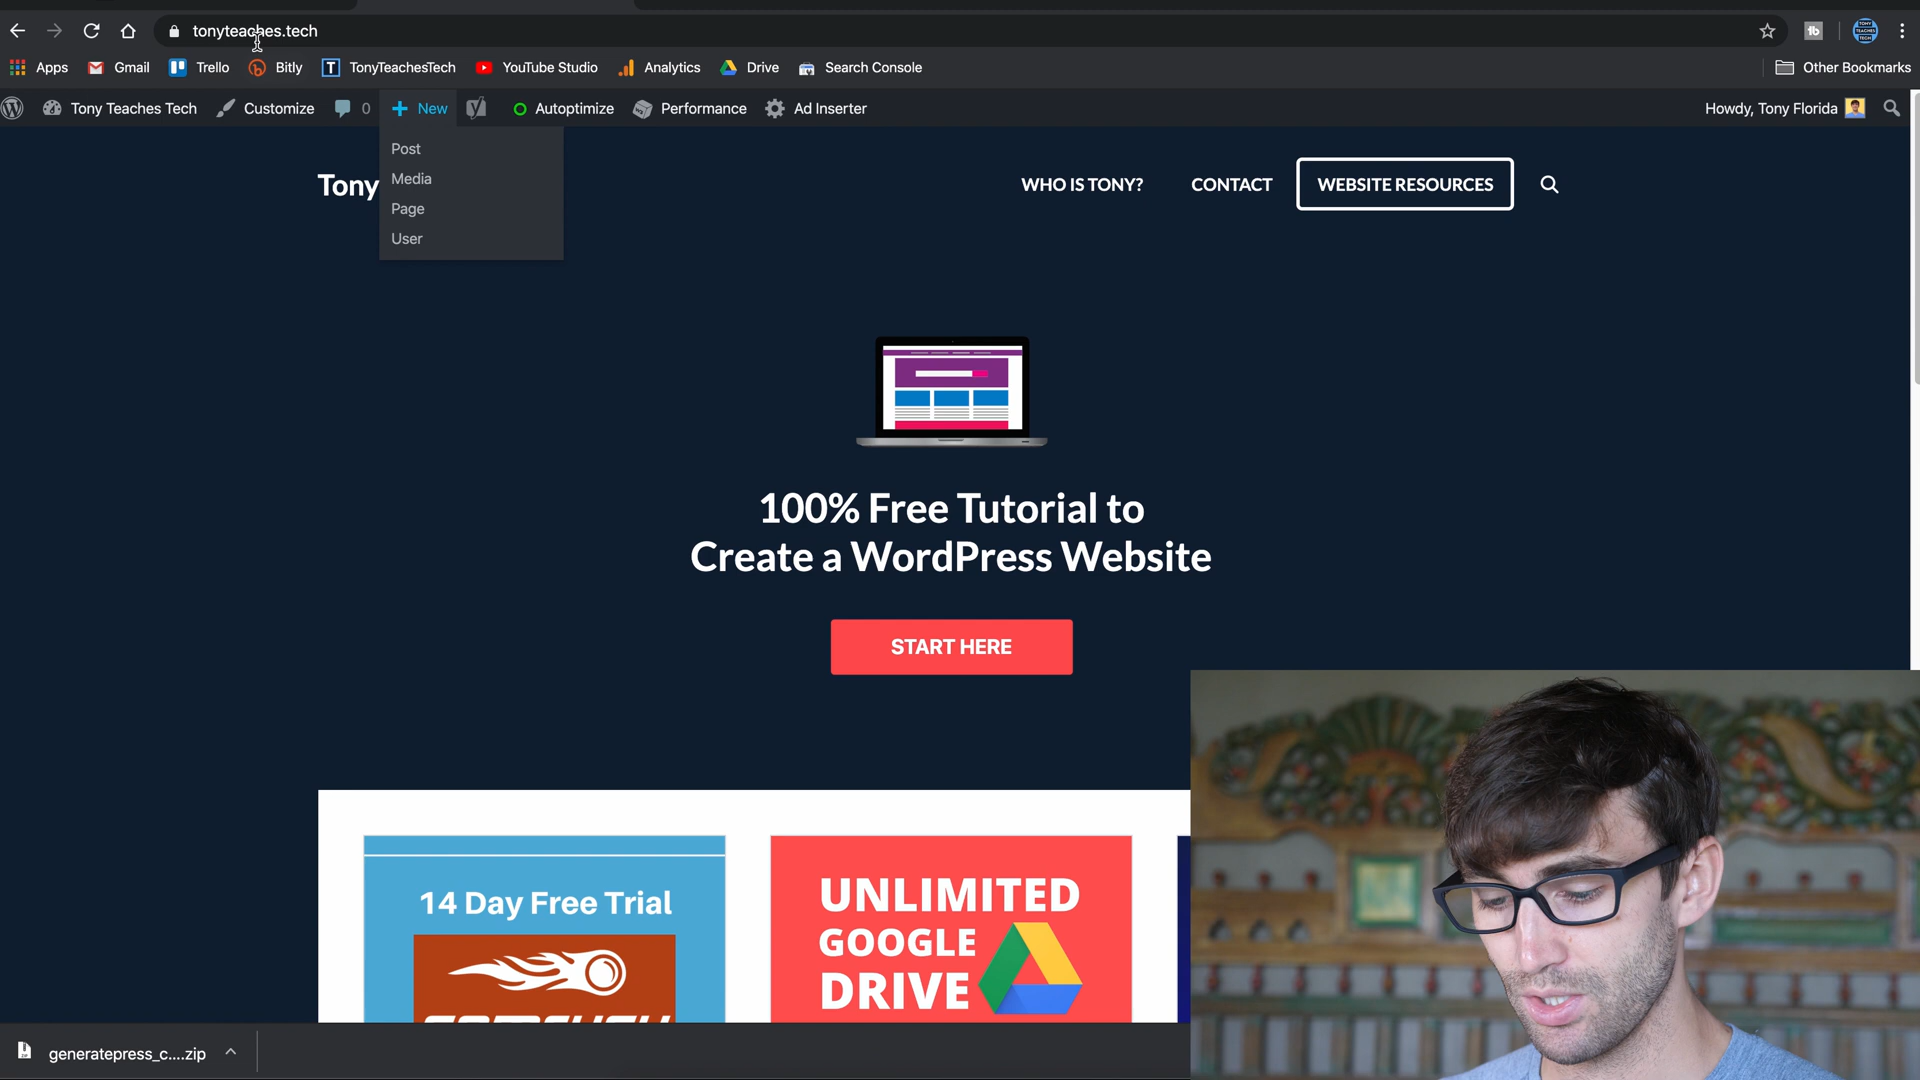 tonyteaches.tech
Apps Gmail Trello Bitly TonyTeachesTech YouTube Studio Analytics Drive Search Console Other Bookmarks
Tony Teaches Tech Customize 0 + New Autoptimize Performance Ad Inserter Howdy, Tony Florida
Post
Media
Page
User
Tony
WHO IS TONY? CONTACT WEBSITE RESOURCES
100% Free Tutorial to
Create a WordPress Website
START HERE
14 Day Free Trial
UNLIMITED
GOOGLE
DRIVE
generatepress_c....zip